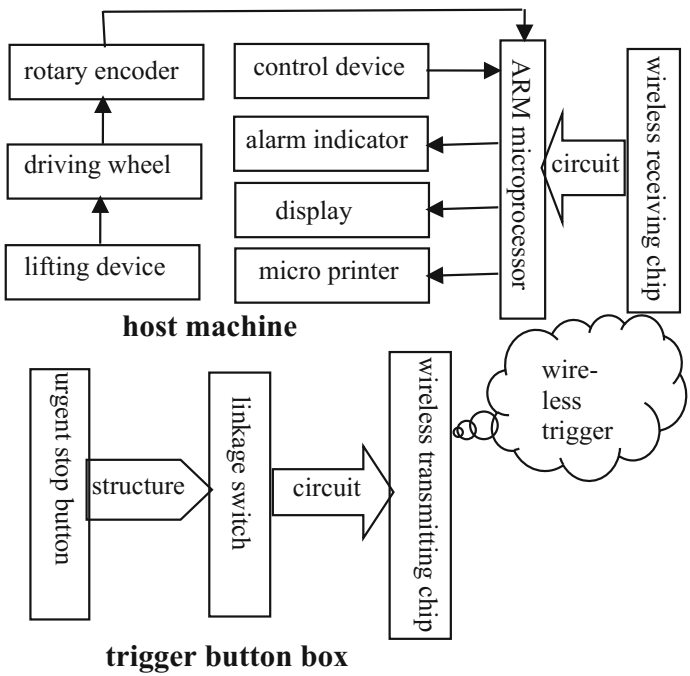 rotary encoder
driving wheel
lifting device
control device
alarm indicator
display
micro printer
ARM microprocessor
circuit
wireless receiving chip
host machine
urgent stop button
structure
linkage switch
circuit
wireless transmitting chip
wire-
less
trigger
trigger button box